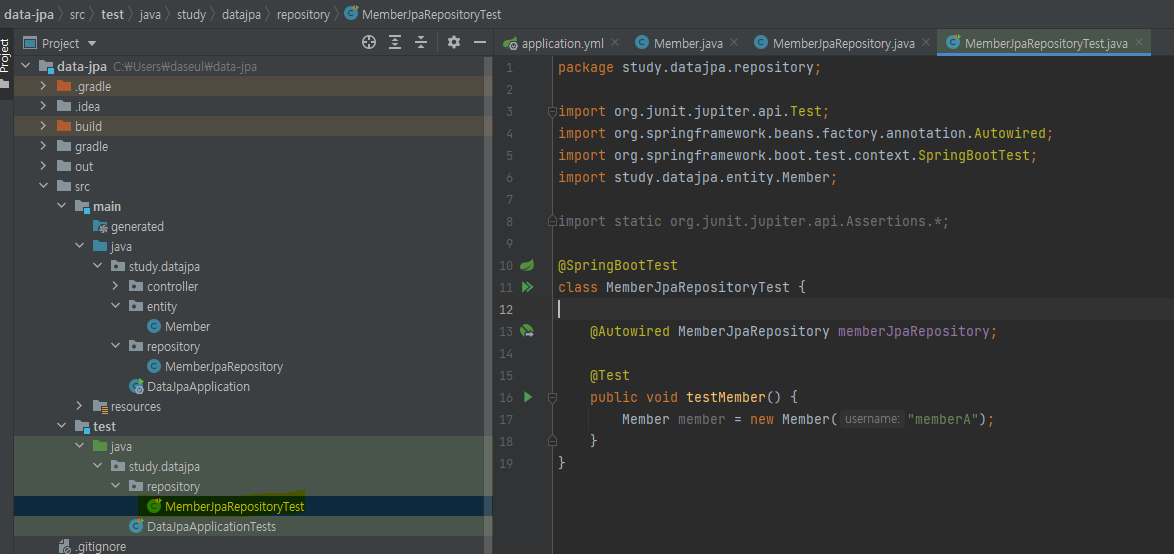 data-jpa 〉 src 〉 test 〉 java 〉 study 〉 datajpa 〉 repository 〉 MemberJpaRepositoryTest
Project
Project
application.yml
Member.java
MemberJpaRepository.java
MemberJpaRepositoryTest.java
data-jpa C:₩Users₩daseul₩data-jpa
.gradle
.idea
build
gradle
out
src
main
generated
java
study.datajpa
controller
entity
Member
repository
MemberJpaRepository
DataJpaApplication
resources
test
java
study.datajpa
repository
MemberJpaRepositoryTest
DataJpaApplicationTests
.gitignore
1 package study.datajpa.repository;
2
3 import org.junit.jupiter.api.Test;
4 import org.springframework.beans.factory.annotation.Autowired;
5 import org.springframework.boot.test.context.SpringBootTest;
6 import study.datajpa.entity.Member;
7
8 import static org.junit.jupiter.api.Assertions.*;
9
10 @SpringBootTest
11 class MemberJpaRepositoryTest {
12
13 @Autowired MemberJpaRepository memberJpaRepository;
14
15 @Test
16 public void testMember() {
17 Member member = new Member( username: "memberA");
18 }
19 }